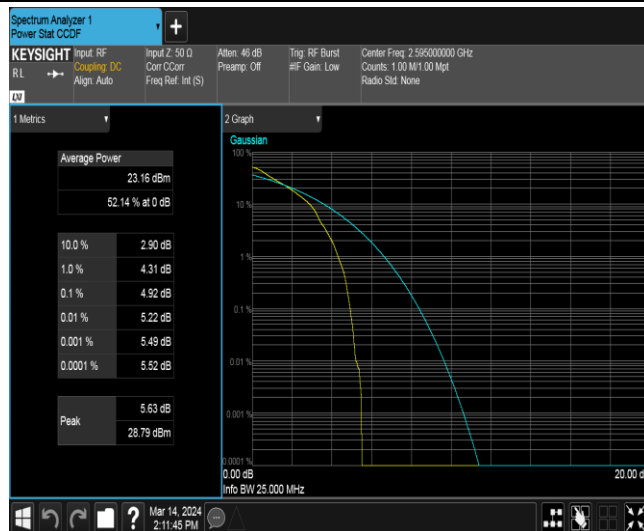 Spectrum Analyzer 1
Power Stat CCDF
+
KEYSIGHT
RL
Input: RF
Coupling: DC
Align: Auto
Input Z: 50 Ω
Corr CCorr
Freq Ref: Int (S)
Atten: 46 dB
Preamp: Off
Trig: RF Burst
#IF Gain: Low
Center Freq: 2.595000000 GHz
Counts: 1.00 M/1.00 Mpt
Radio Std: None
1 Metrics
Average Power
23.16 dBm
52.14 % at 0 dB
10.0 % 2.90 dB
1.0 % 4.31 dB
0.1 % 4.92 dB
0.01 % 5.22 dB
0.001 % 5.49 dB
0.0001 % 5.52 dB
Peak
5.63 dB
28.79 dBm
2 Graph
Gaussian
100 %
10 %
1 %
0.1 %
0.01 %
0.001 %
0.0001 %
0.00 dB
20.00 d
Info BW 25.000 MHz
?
Mar 14, 2024
2:11:45 PM